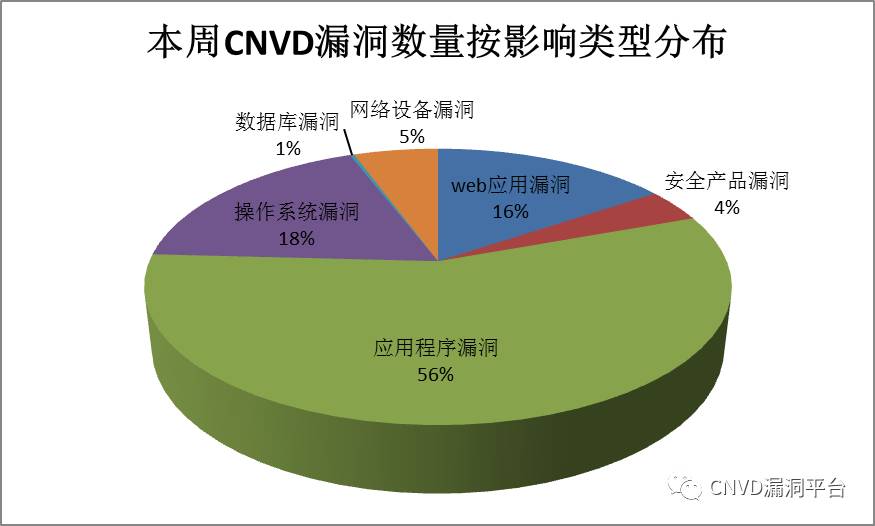 本周CNVD漏洞数量按影响类型分布
网络设备漏洞
5%
数据库漏洞
1%
web应用漏洞
16%
安全产品漏洞
4%
操作系统漏洞
18%
应用程序漏洞
56%
CNVD漏洞平台